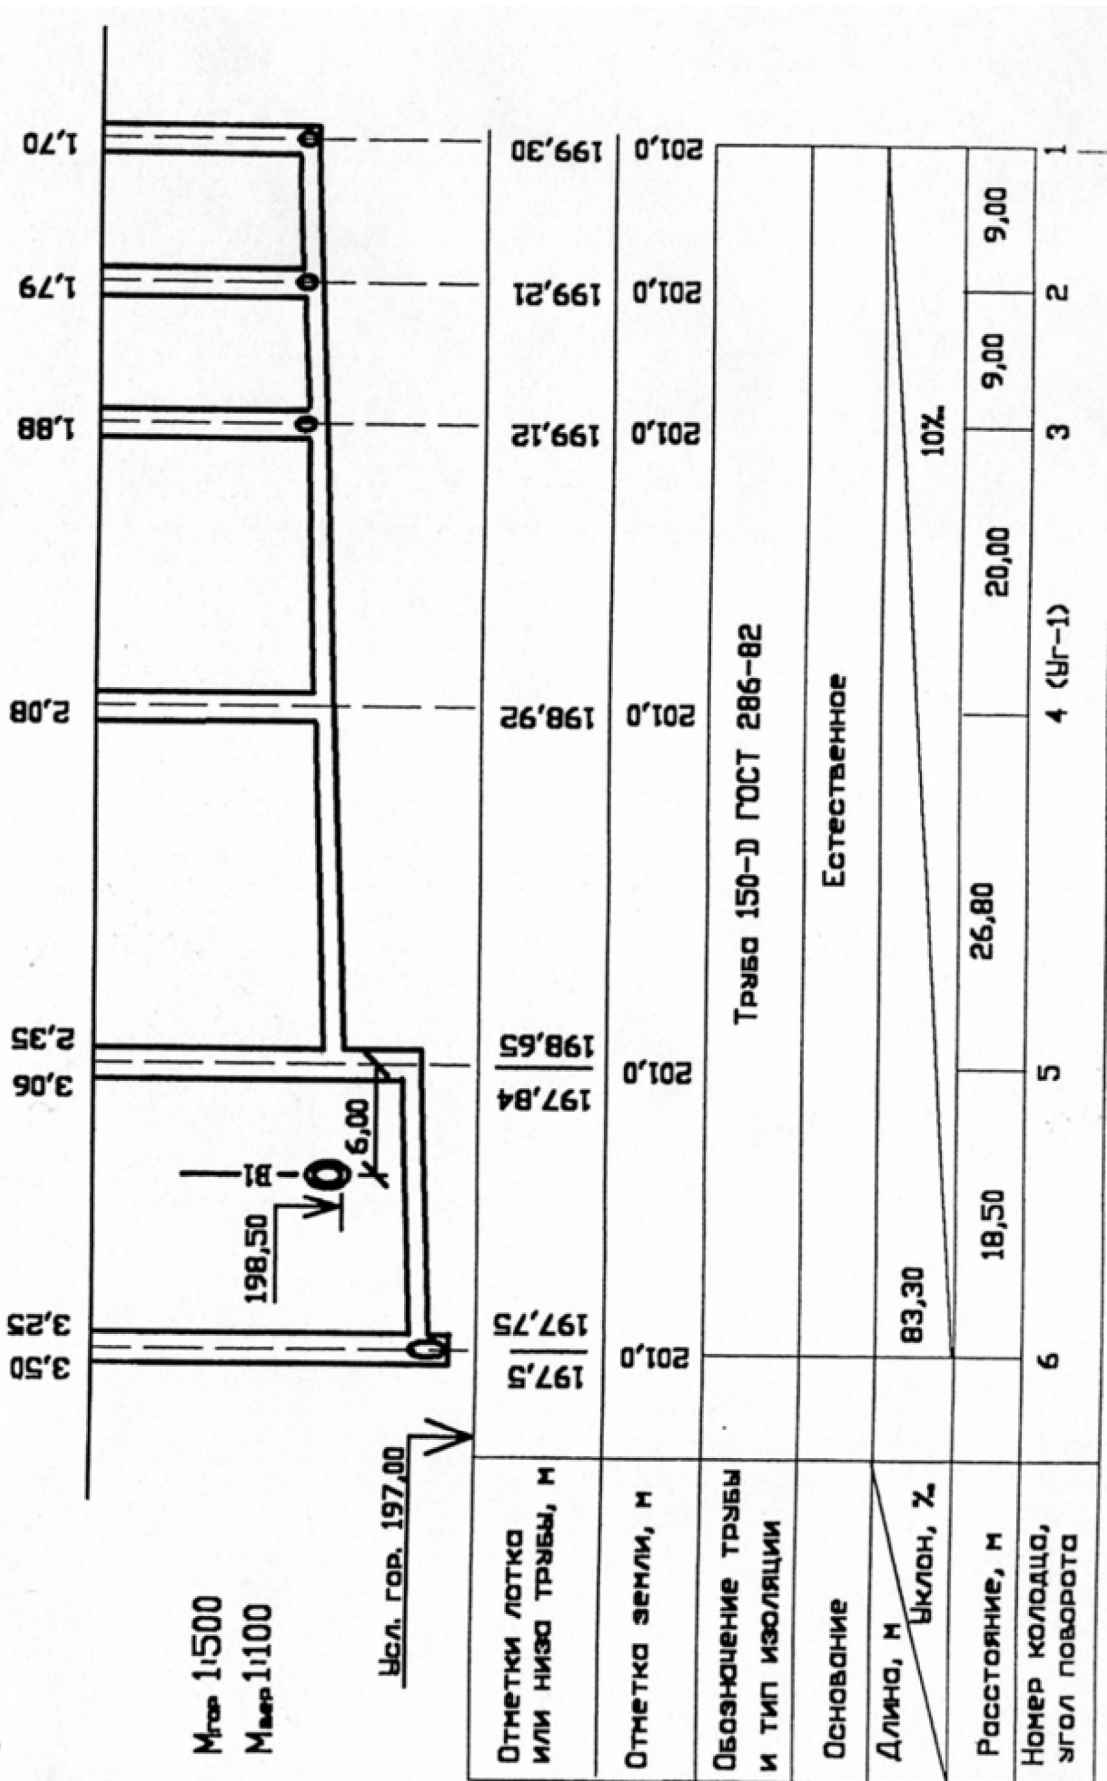 3,50
3,25
3,06
2,35
2,08
1,88
1,79
1,70
Мгор 1:500
Мвер 1:100
198,50
В1
6,00
Усл. гор. 197,00
Отметки лотка
или низа трубы, м
197,5
197,75
197,84
198,65
198,92
199,12
199,21
199,30
Отметка земли, м
201,0
201,0
201,0
201,0
201,0
201,0
Обозначение трубы
и тип изоляции
Труба 150-D ГОСТ 286-82
Основание
Естественное
Длина, м
Уклон, ‰
83,30
10‰
Расстояние, м
18,50
26,80
20,00
9,00
9,00
Номер колодца,
угол поворота
6
5
4 (Уг-1)
3
2
1